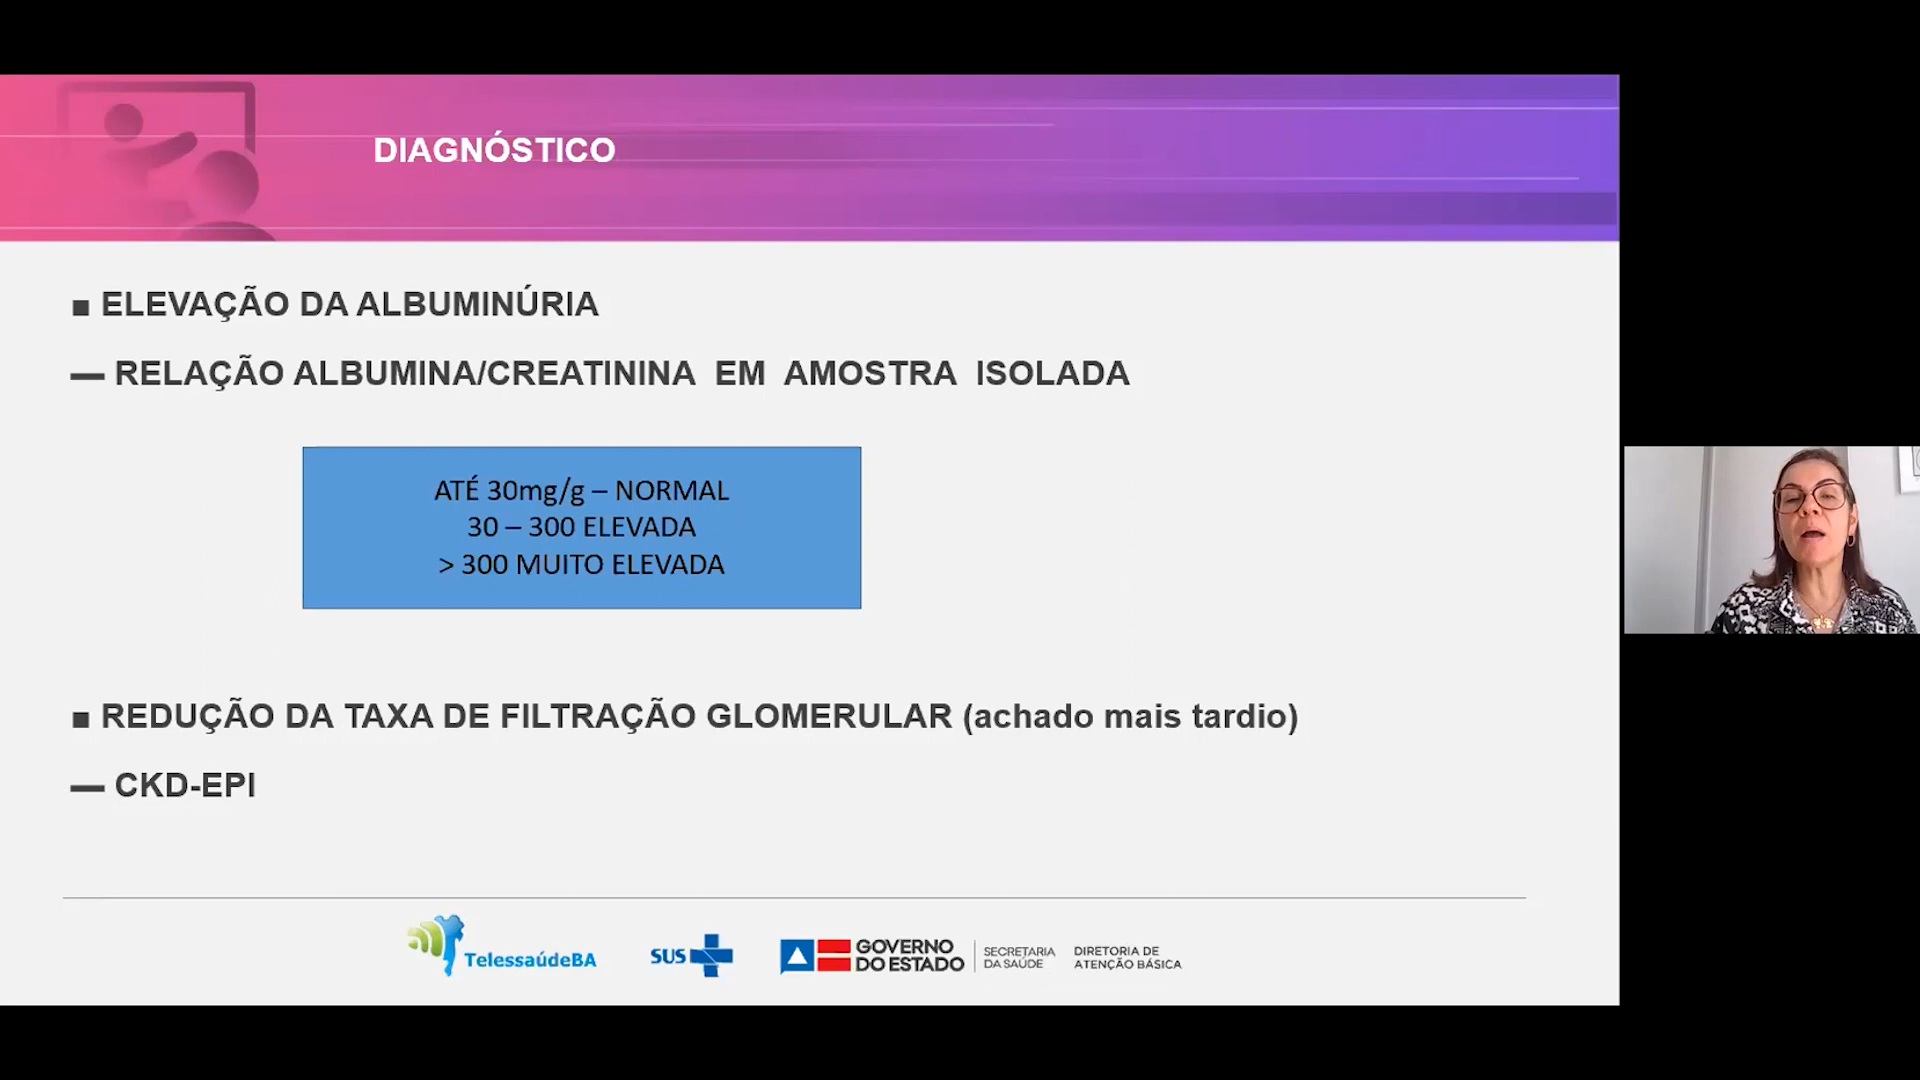 DIAGNÓSTICO
■ ELEVAÇÃO DA ALBUMINÚRIA
— RELAÇÃO ALBUMINA/CREATININA EM AMOSTRA ISOLADA
ATÉ 30mg/g – NORMAL
30 – 300 ELEVADA
> 300 MUITO ELEVADA
■ REDUÇÃO DA TAXA DE FILTRAÇÃO GLOMERULAR (achado mais tardio)
— CKD-EPI
TelessaúdeBA
SUS
GOVERNO
DO ESTADO
SECRETARIA
DA SAÚDE
DIRETORIA DE
ATENÇÃO BÁSICA